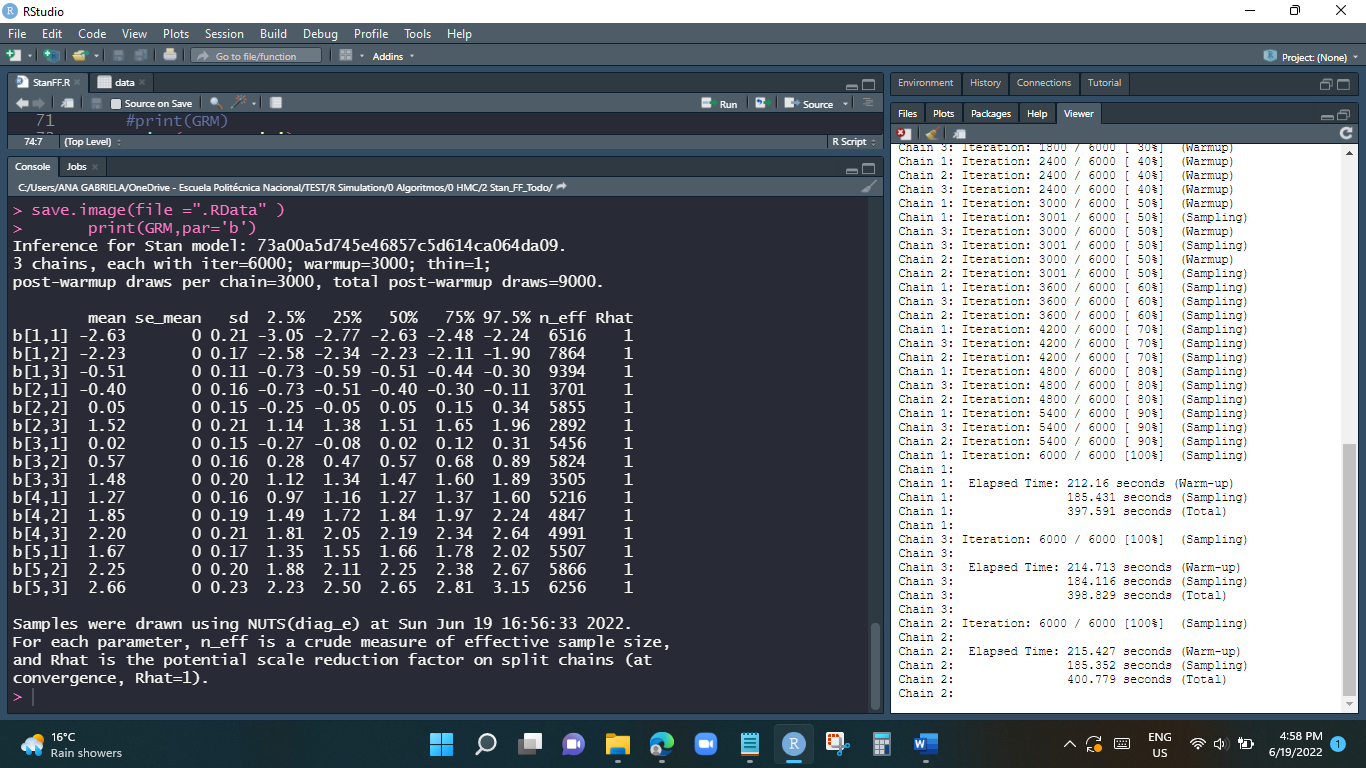 RStudio
File Edit Code View Plots Session Build Debug Profile Tools Help
Go to file/function Addins Project: (None)
StanFF.R data
Source on Save Run Source
71 #print(GRM)
74:7 (Top Level) R Script
Console Jobs
C:/Users/ANA GABRIELA/OneDrive - Escuela Politécnica Nacional/TEST/R Simulation/0 Algoritmos/0 HMC/2 Stan_FF_Todo/
> save.image(file =".RData" )
> print(GRM,par='b')
Inference for Stan model: 73a00a5d745e46857c5d614ca064da09.
3 chains, each with iter=6000; warmup=3000; thin=1;
post-warmup draws per chain=3000, total post-warmup draws=9000.
mean se_mean sd 2.5% 25% 50% 75% 97.5% n_eff Rhat
b[1,1] -2.63 0 0.21 -3.05 -2.77 -2.63 -2.48 -2.24 6516 1
b[1,2] -2.23 0 0.17 -2.58 -2.34 -2.23 -2.11 -1.90 7864 1
b[1,3] -0.51 0 0.11 -0.73 -0.59 -0.51 -0.44 -0.30 9394 1
b[2,1] -0.40 0 0.16 -0.73 -0.51 -0.40 -0.30 -0.11 3701 1
b[2,2] 0.05 0 0.15 -0.25 -0.05 0.05 0.15 0.34 5855 1
b[2,3] 1.52 0 0.21 1.14 1.38 1.51 1.65 1.96 2892 1
b[3,1] 0.02 0 0.15 -0.27 -0.08 0.02 0.12 0.31 5456 1
b[3,2] 0.57 0 0.16 0.28 0.47 0.57 0.68 0.89 5824 1
b[3,3] 1.48 0 0.20 1.12 1.34 1.47 1.60 1.89 3505 1
b[4,1] 1.27 0 0.16 0.97 1.16 1.27 1.37 1.60 5216 1
b[4,2] 1.85 0 0.19 1.49 1.72 1.84 1.97 2.24 4847 1
b[4,3] 2.20 0 0.21 1.81 2.05 2.19 2.34 2.64 4991 1
b[5,1] 1.67 0 0.17 1.35 1.55 1.66 1.78 2.02 5507 1
b[5,2] 2.25 0 0.20 1.88 2.11 2.25 2.38 2.67 5866 1
b[5,3] 2.66 0 0.23 2.23 2.50 2.65 2.81 3.15 6256 1
Samples were drawn using NUTS(diag_e) at Sun Jun 19 16:56:33 2022.
For each parameter, n_eff is a crude measure of effective sample size,
and Rhat is the potential scale reduction factor on split chains (at
convergence, Rhat=1).
>
Environment History Connections Tutorial
Files Plots Packages Help Viewer
Chain 3: Iteration: 1800 / 6000 [ 30%] (Warmup)
Chain 1: Iteration: 2400 / 6000 [ 40%] (Warmup)
Chain 2: Iteration: 2400 / 6000 [ 40%] (Warmup)
Chain 3: Iteration: 2400 / 6000 [ 40%] (Warmup)
Chain 1: Iteration: 3000 / 6000 [ 50%] (Warmup)
Chain 1: Iteration: 3001 / 6000 [ 50%] (Sampling)
Chain 3: Iteration: 3000 / 6000 [ 50%] (Warmup)
Chain 3: Iteration: 3001 / 6000 [ 50%] (Sampling)
Chain 2: Iteration: 3000 / 6000 [ 50%] (Warmup)
Chain 2: Iteration: 3001 / 6000 [ 50%] (Sampling)
Chain 1: Iteration: 3600 / 6000 [ 60%] (Sampling)
Chain 3: Iteration: 3600 / 6000 [ 60%] (Sampling)
Chain 2: Iteration: 3600 / 6000 [ 60%] (Sampling)
Chain 1: Iteration: 4200 / 6000 [ 70%] (Sampling)
Chain 3: Iteration: 4200 / 6000 [ 70%] (Sampling)
Chain 2: Iteration: 4200 / 6000 [ 70%] (Sampling)
Chain 1: Iteration: 4800 / 6000 [ 80%] (Sampling)
Chain 3: Iteration: 4800 / 6000 [ 80%] (Sampling)
Chain 2: Iteration: 4800 / 6000 [ 80%] (Sampling)
Chain 1: Iteration: 5400 / 6000 [ 90%] (Sampling)
Chain 3: Iteration: 5400 / 6000 [ 90%] (Sampling)
Chain 2: Iteration: 5400 / 6000 [ 90%] (Sampling)
Chain 1: Iteration: 6000 / 6000 [100%] (Sampling)
Chain 1:
Chain 1: Elapsed Time: 212.16 seconds (Warm-up)
Chain 1: 185.431 seconds (Sampling)
Chain 1: 397.591 seconds (Total)
Chain 1:
Chain 3: Iteration: 6000 / 6000 [100%] (Sampling)
Chain 3:
Chain 3: Elapsed Time: 214.713 seconds (Warm-up)
Chain 3: 184.116 seconds (Sampling)
Chain 3: 398.829 seconds (Total)
Chain 3:
Chain 2: Iteration: 6000 / 6000 [100%] (Sampling)
Chain 2:
Chain 2: Elapsed Time: 215.427 seconds (Warm-up)
Chain 2: 185.352 seconds (Sampling)
Chain 2: 400.779 seconds (Total)
Chain 2:
16°C
Rain showers
ENG
US
4:58 PM
6/19/2022
1